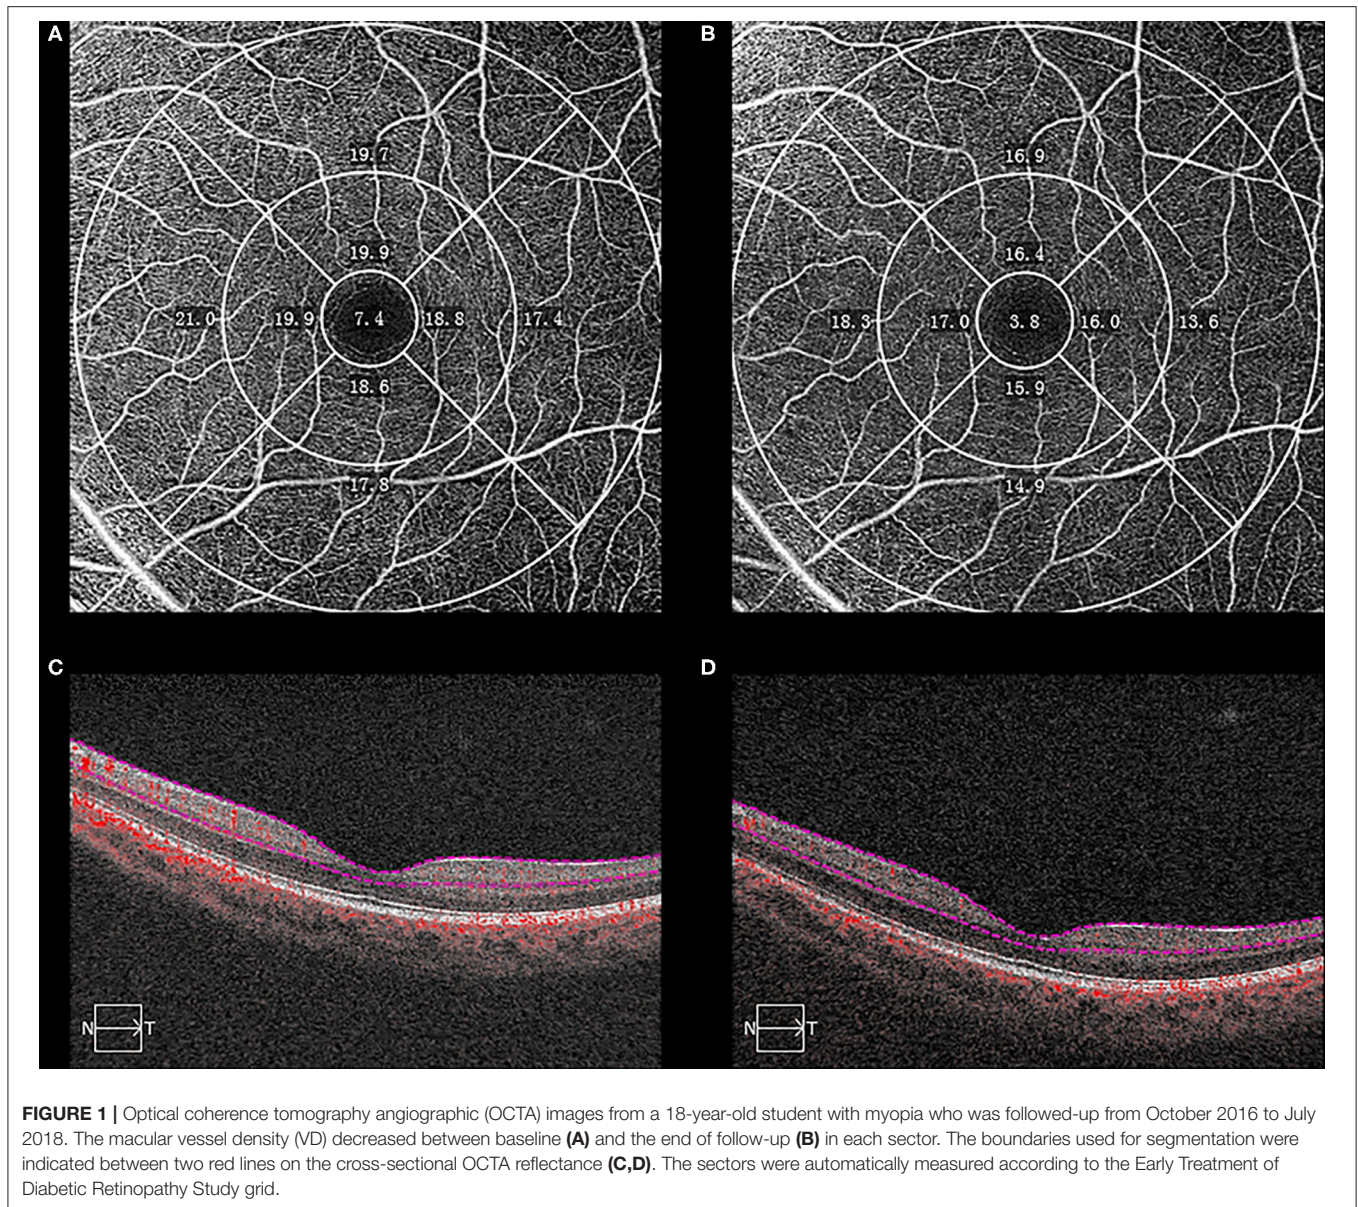 A
B
19.7
16.9
19.9
16.4
21.0 19.9 7.4 18.8 17.4
18.3 17.0 3.8 16.0 13.6
18.6
15.9
17.8
14.9
C
D
N T
N T
FIGURE 1 | Optical coherence tomography angiographic (OCTA) images from a 18-year-old student with myopia who was followed-up from October 2016 to July
2018. The macular vessel density (VD) decreased between baseline (A) and the end of follow-up (B) in each sector. The boundaries used for segmentation were
indicated between two red lines on the cross-sectional OCTA reflectance (C,D). The sectors were automatically measured according to the Early Treatment of
Diabetic Retinopathy Study grid.